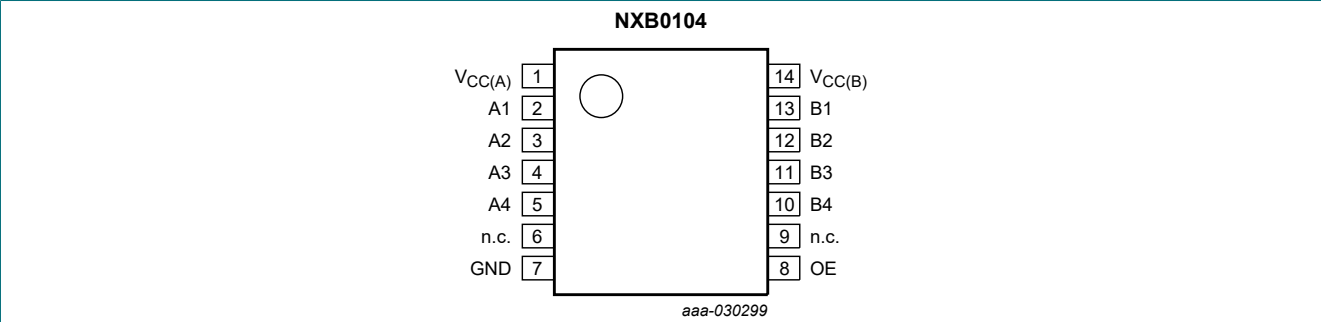 NXB0104
VCC(A) 1 14 VCC(B)
A1 2 13 B1
A2 3 12 B2
A3 4 11 B3
A4 5 10 B4
n.c. 6 9 n.c.
GND 7 8 OE
aaa-030299